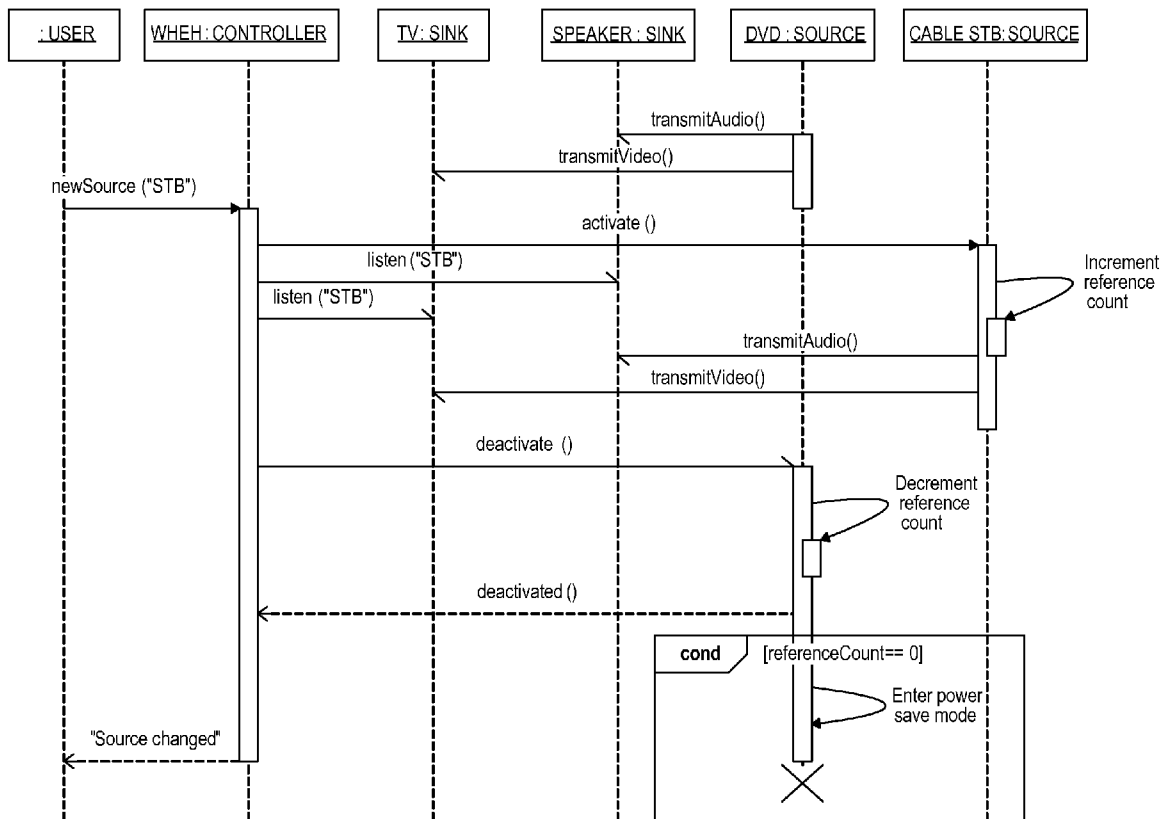 : USER
WHEH : CONTROLLER
TV : SINK
SPEAKER : SINK
DVD : SOURCE
CABLE STB: SOURCE
transmitAudio()
transmitVideo()
newSource ("STB")
activate ()
listen ("STB")
Increment
reference
count
listen ("STB")
transmitAudio()
transmitVideo()
deactivate ()
Decrement
reference
count
deactivated ()
cond [referenceCount== 0]
Enter power
save mode
"Source changed"